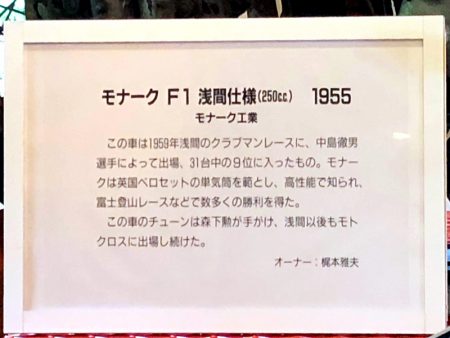 モナーク F1 浅間仕様(250cc) 1955
モナーク工業
この車は1959年浅間のクラブマンレースに、中島徹男
選手によって出場、31台中の9位に入ったもの。モナー
クは英国ベロセットの単気筒を範とし、高性能で知られ、
富士登山レースなどで数多くの勝利を得た。
この車のチューンは森下勲が手がけ、浅間以後もモト
クロスに出場し続けた。
オーナー：梶本雅夫